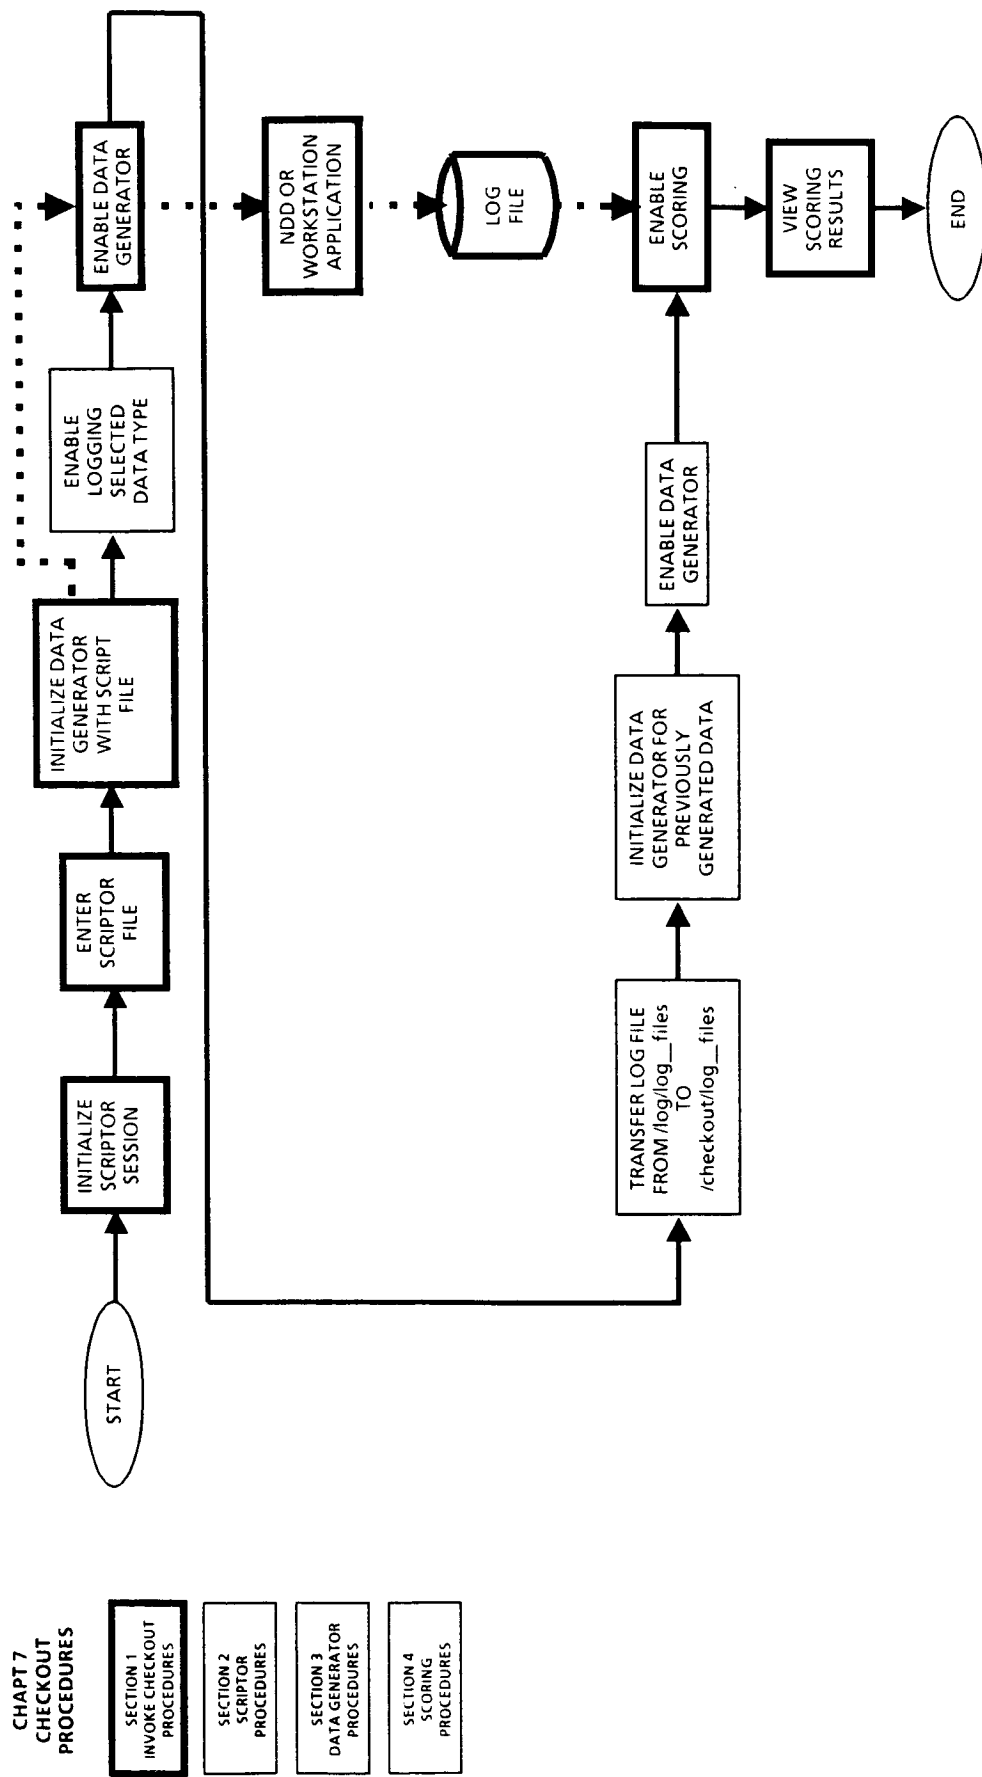 CHAPT 7
CHECKOUT
PROCEDURES
SECTION 1
INVOKE CHECKOUT
PROCEDURES
SECTION 2
SCRIPTOR
PROCEDURES
SECTION 3
DATA GENERATOR
PROCEDURES
SECTION 4
SCORING
PROCEDURES
START
INITIALIZE
SCRIPTOR
SESSION
ENTER
SCRIPTOR
FILE
INITIALIZE DATA
GENERATOR
WITH SCRIPT
FILE
ENABLE
LOGGING
SELECTED
DATA TYPE
ENABLE DATA
GENERATOR
NDD OR
WORKSTATION
APPLICATION
LOG
FILE
TRANSFER LOG FILE
FROM /log/log__files
TO
/checkout/log__files
INITIALIZE DATA
GENERATOR FOR
PREVIOUSLY
GENERATED DATA
ENABLE DATA
GENERATOR
ENABLE
SCORING
VIEW
SCORING
RESULTS
END